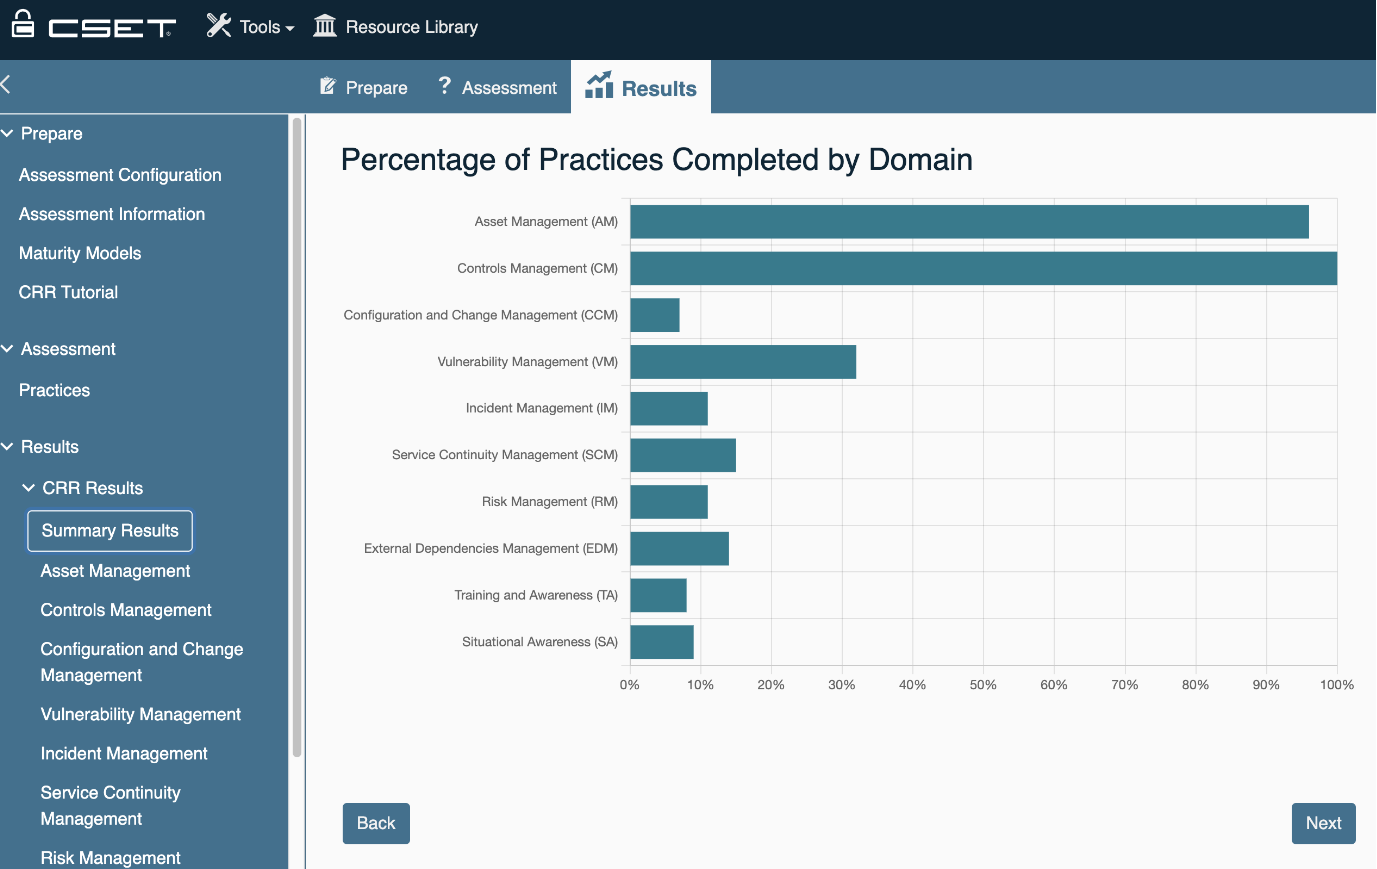 CSET
Tools
Resource Library
Prepare
? Assessment
Results
Prepare
Assessment Configuration
Assessment Information
Maturity Models
CRR Tutorial
Assessment
Practices
Results
CRR Results
Summary Results
Asset Management
Controls Management
Configuration and Change
Management
Vulnerability Management
Incident Management
Service Continuity
Management
Risk Management
Percentage of Practices Completed by Domain
Asset Management (AM)
Controls Management (CM)
Configuration and Change Management (CCM)
Vulnerability Management (VM)
Incident Management (IM)
Service Continuity Management (SCM)
Risk Management (RM)
External Dependencies Management (EDM)
Training and Awareness (TA)
Situational Awareness (SA)
0% 10% 20% 30% 40% 50% 60% 70% 80% 90% 100%
Back
Next